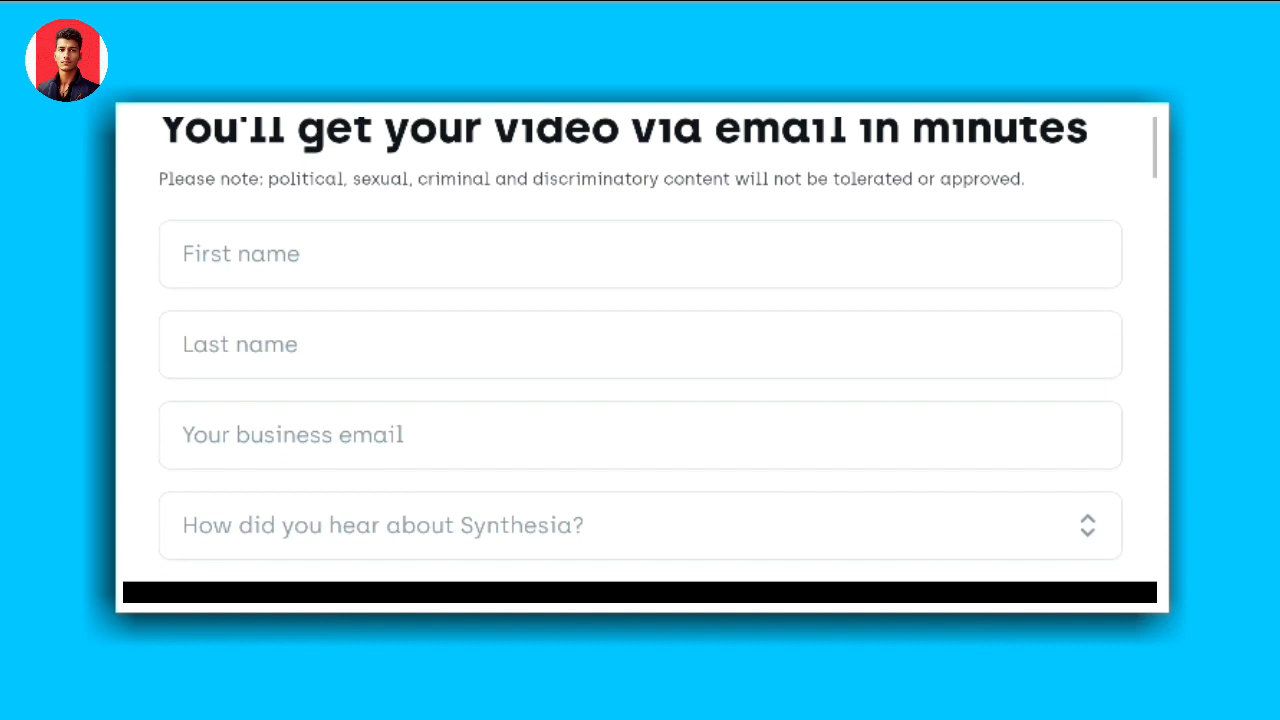 You'll get your video via email in minutes
Please note: political, sexual, criminal and discriminatory content will not be tolerated or approved.
First name
Last name
Your business email
How did you hear about Synthesia?